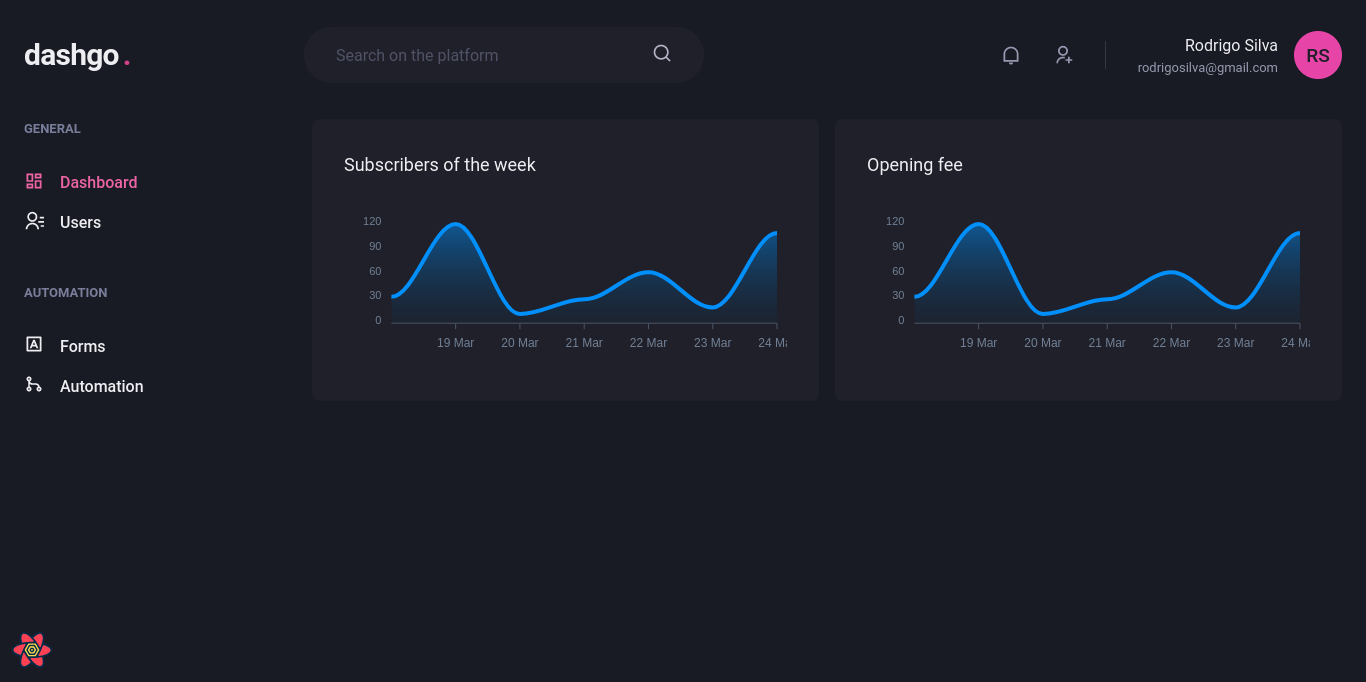 dashgo.
Search on the platform
Rodrigo Silva
rodrigosilva@gmail.com
RS
GENERAL
Dashboard
Users
AUTOMATION
Forms
A
Automation
Subscribers of the week
120
90
60
30
0
19 Mar 20 Mar 21 Mar 22 Mar 23 Mar 24 Ma
Opening fee
120
90
60
30
0
19 Mar 20 Mar 21 Mar 22 Mar 23 Mar 24 Ma